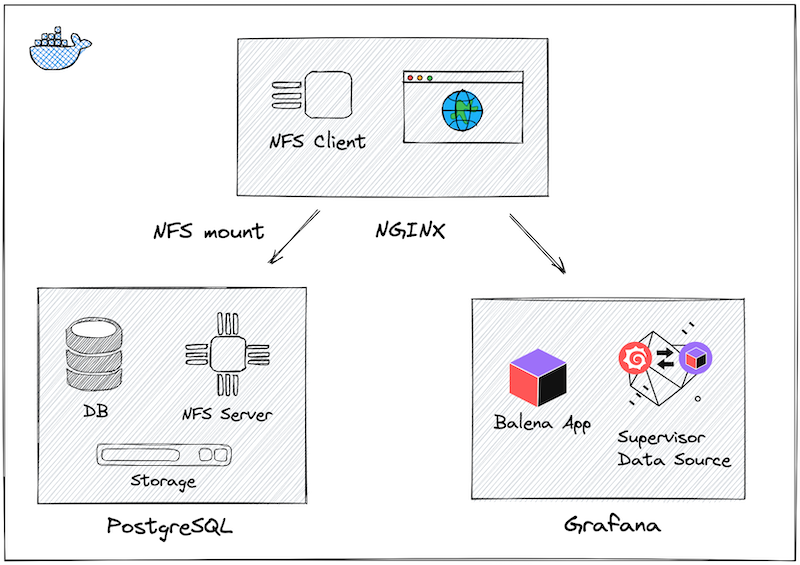 NFS Client
NFS mount
NGINX
DB
NFS Server
Storage
PostgreSQL
Balena App
Supervisor
Data Source
Grafana